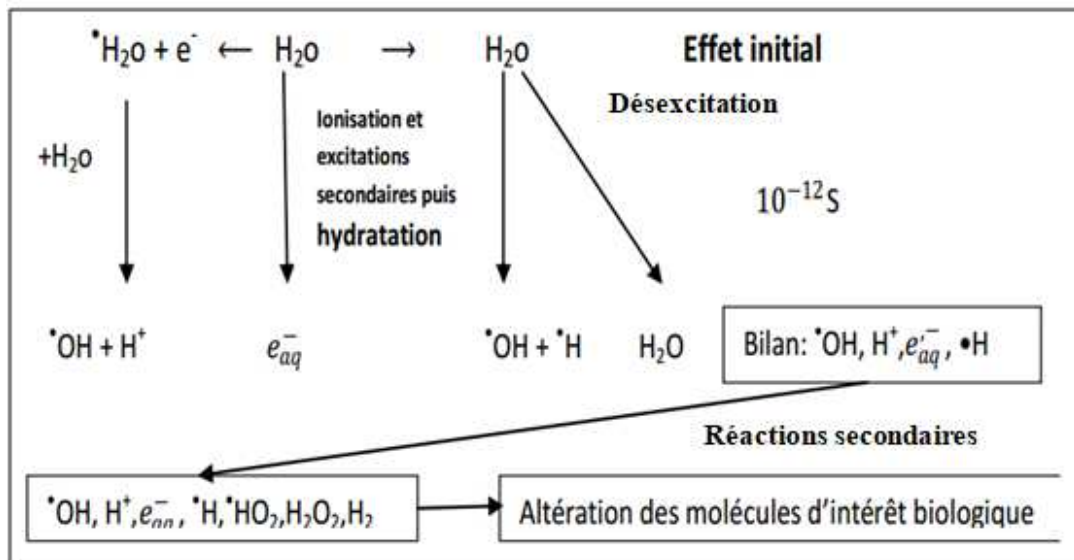 •H₂o + e⁻ ← H₂o → H₂o Effet initial
Désexcitation
Ionisation et
excitations
secondaires puis
hydratation
+H₂o
10⁻¹²S
•OH + H⁺ e⁻aq •OH + •H H₂O Bilan: •OH, H⁺,e'⁻aq, •H
Réactions secondaires
•OH, H⁺,e⁻aq, •H,•HO₂,H₂O₂,H₂ Altération des molécules d'intérêt biologique